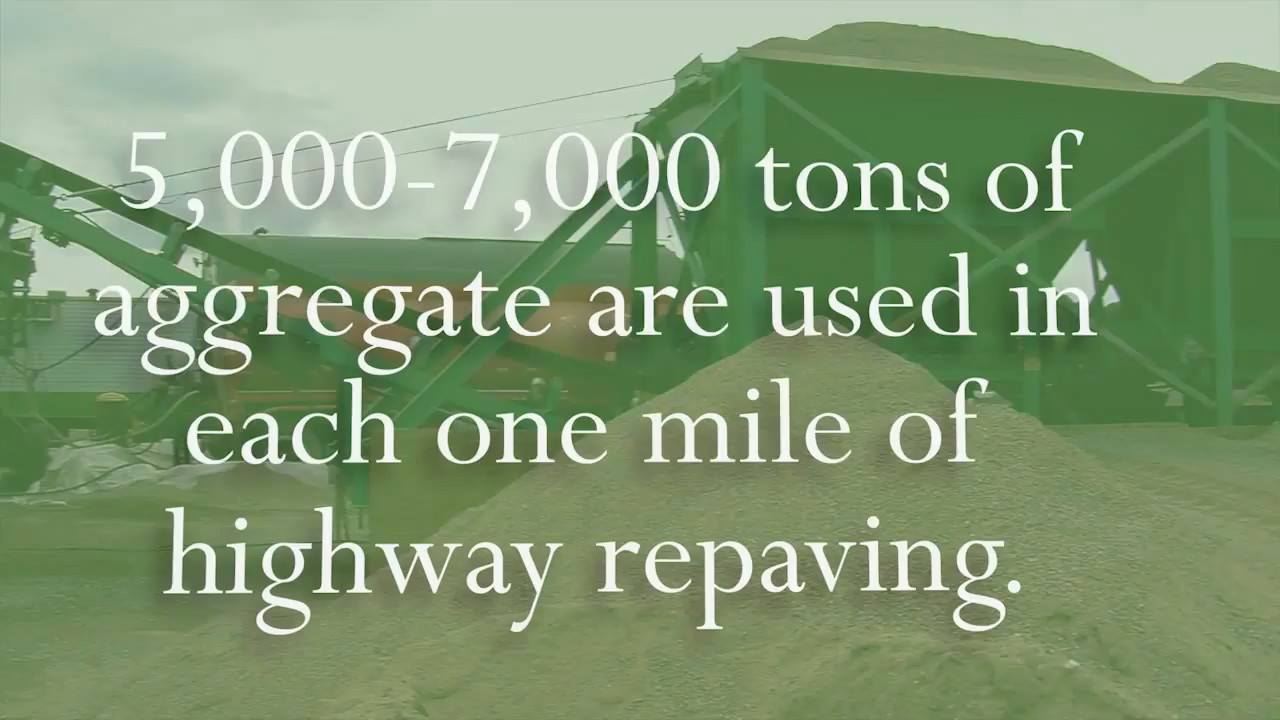 5,000-7,000 tons of
aggregate are used in
each one mile of
highway repaving.